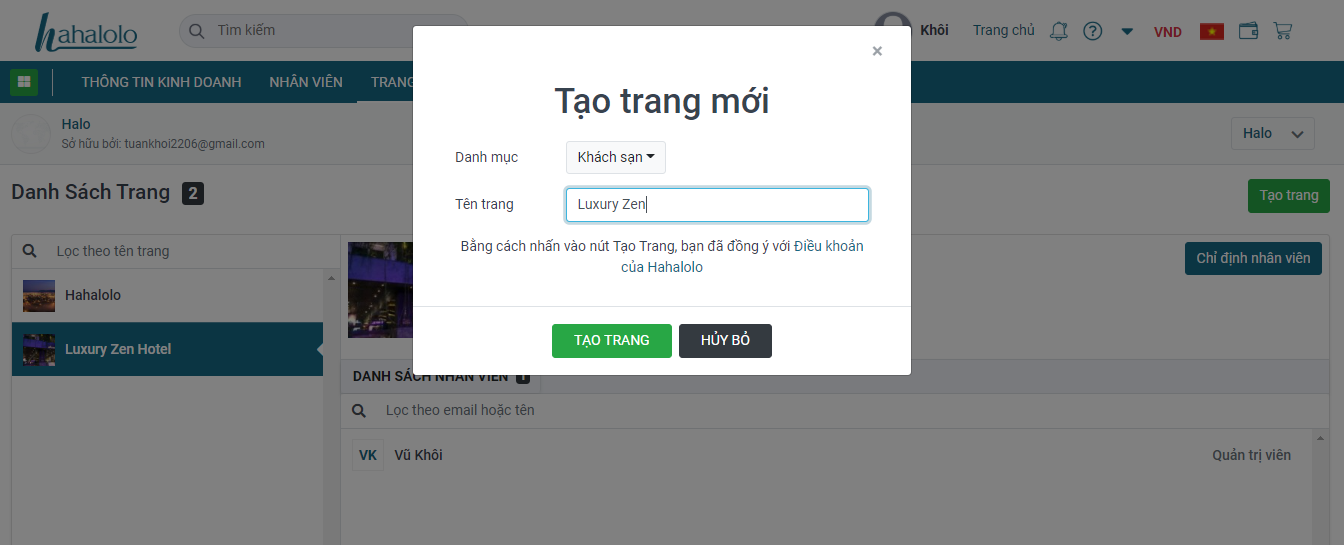 hahalolo
Tìm kiếm
Khôi
Trang chủ
VND
THÔNG TIN KINH DOANH
NHÂN VIÊN
TRANG
Halo
Sở hữu bởi: tuankhoi2206@gmail.com
Halo
Danh Sách Trang 2
Tạo trang
Lọc theo tên trang
Hahalolo
Luxury Zen Hotel
Chỉ định nhân viên
×
Tạo trang mới
Danh mục
Khách sạn
Tên trang
Luxury Zen
Bằng cách nhấn vào nút Tạo Trang, bạn đã đồng ý với Điều khoản
của Hahalolo
TẠO TRANG
HỦY BỎ
DANH SÁCH NHÂN VIÊN 1
Lọc theo email hoặc tên
VK
Vũ Khôi
Quản trị viên